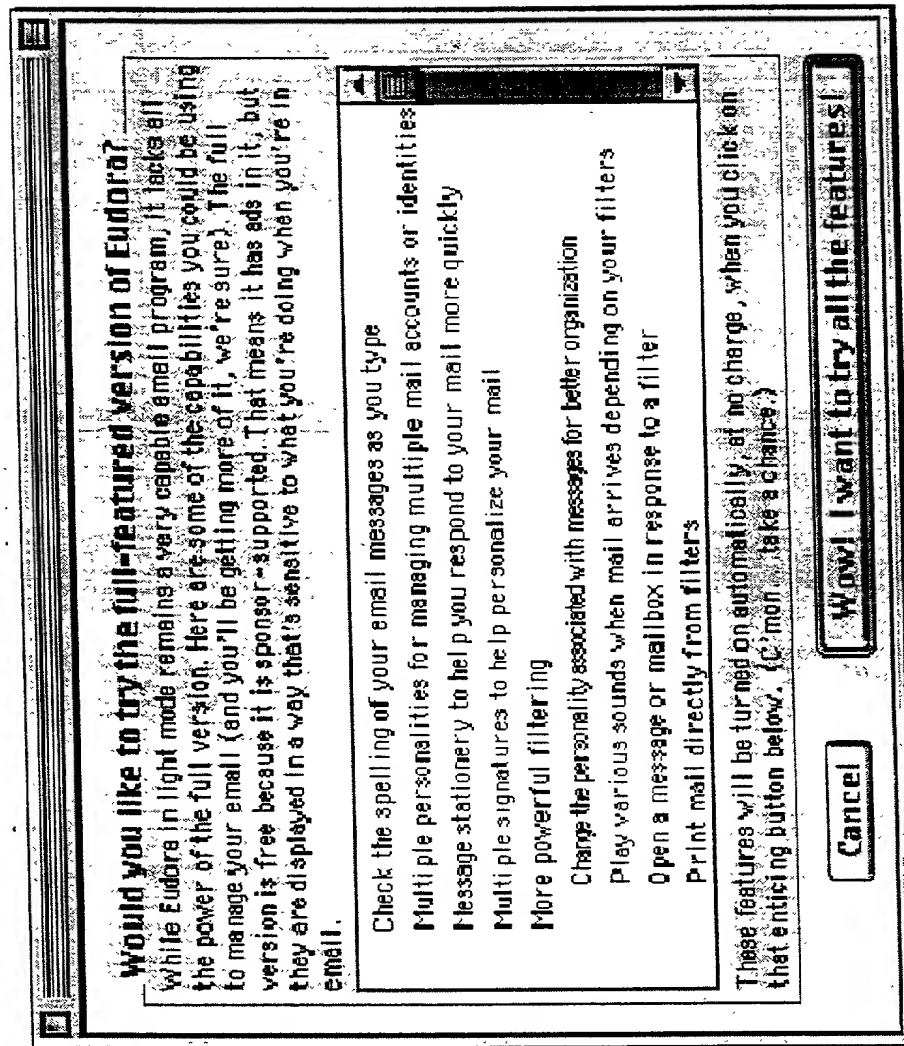 Would you like to try the full-featured version of Eudora?
While Eudora in light mode remains a very capable email program, it lacks all
the power of the full version. Here are some of the capabilities you could be using
to manage your email (and you'll be getting more of it, we're sure). The full
version is free because it is sponsor-supported. That means it has ads in it, but
they are displayed in a way that's sensitive to what you're doing when you're in
email.
Check the spelling of your email messages as you type
Multiple personalities for managing multiple mail accounts or identities
Message stationery to help you respond to your mail more quickly
Multiple signatures to help personalize your mail
More powerful filtering
Change the personality associated with messages for better organization
Play various sounds when mail arrives depending on your filters
Open a message or mailbox in response to a filter
Print mail directly from filters
These features will be turned on automatically, at no charge, when you click on
that enticing button below. (C'mon... take a chance.)
Cancel
Wow! I want to try all the features!